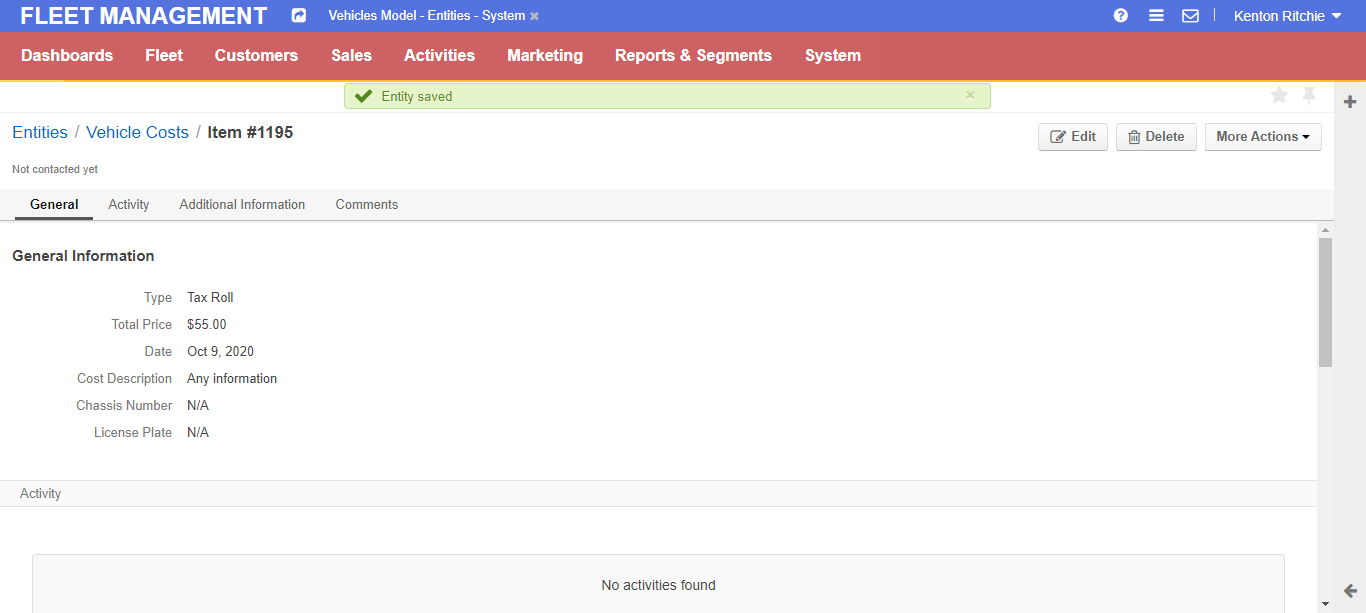 FLEET MANAGEMENT Vehicles Model - Entities - System Kenton Ritchie
Dashboards Fleet Customers Sales Activities Marketing Reports & Segments System
Entity saved
Entities / Vehicle Costs / Item #1195 Edit Delete More Actions
Not contacted yet
General Activity Additional Information Comments
General Information
Type Tax Roll
Total Price $55.00
Date Oct 9, 2020
Cost Description Any information
Chassis Number N/A
License Plate N/A
Activity
No activities found